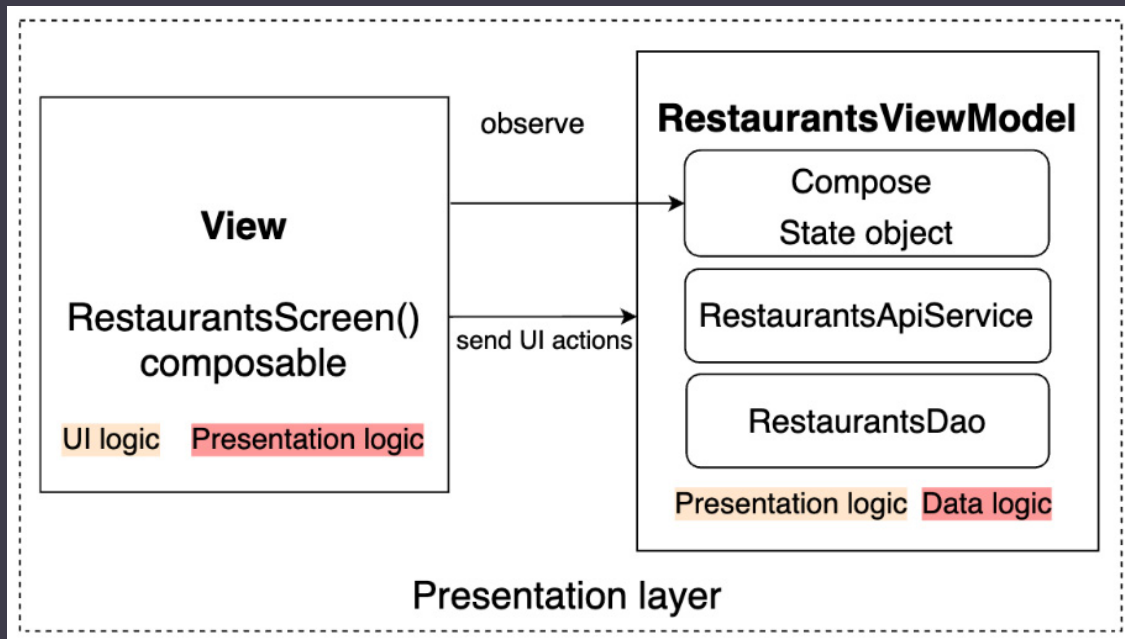 View
RestaurantsScreen()
composable
UI logic
Presentation logic
observe
send UI actions
RestaurantsViewModel
Compose
State object
RestaurantsApiService
RestaurantsDao
Presentation logic
Data logic
Presentation layer